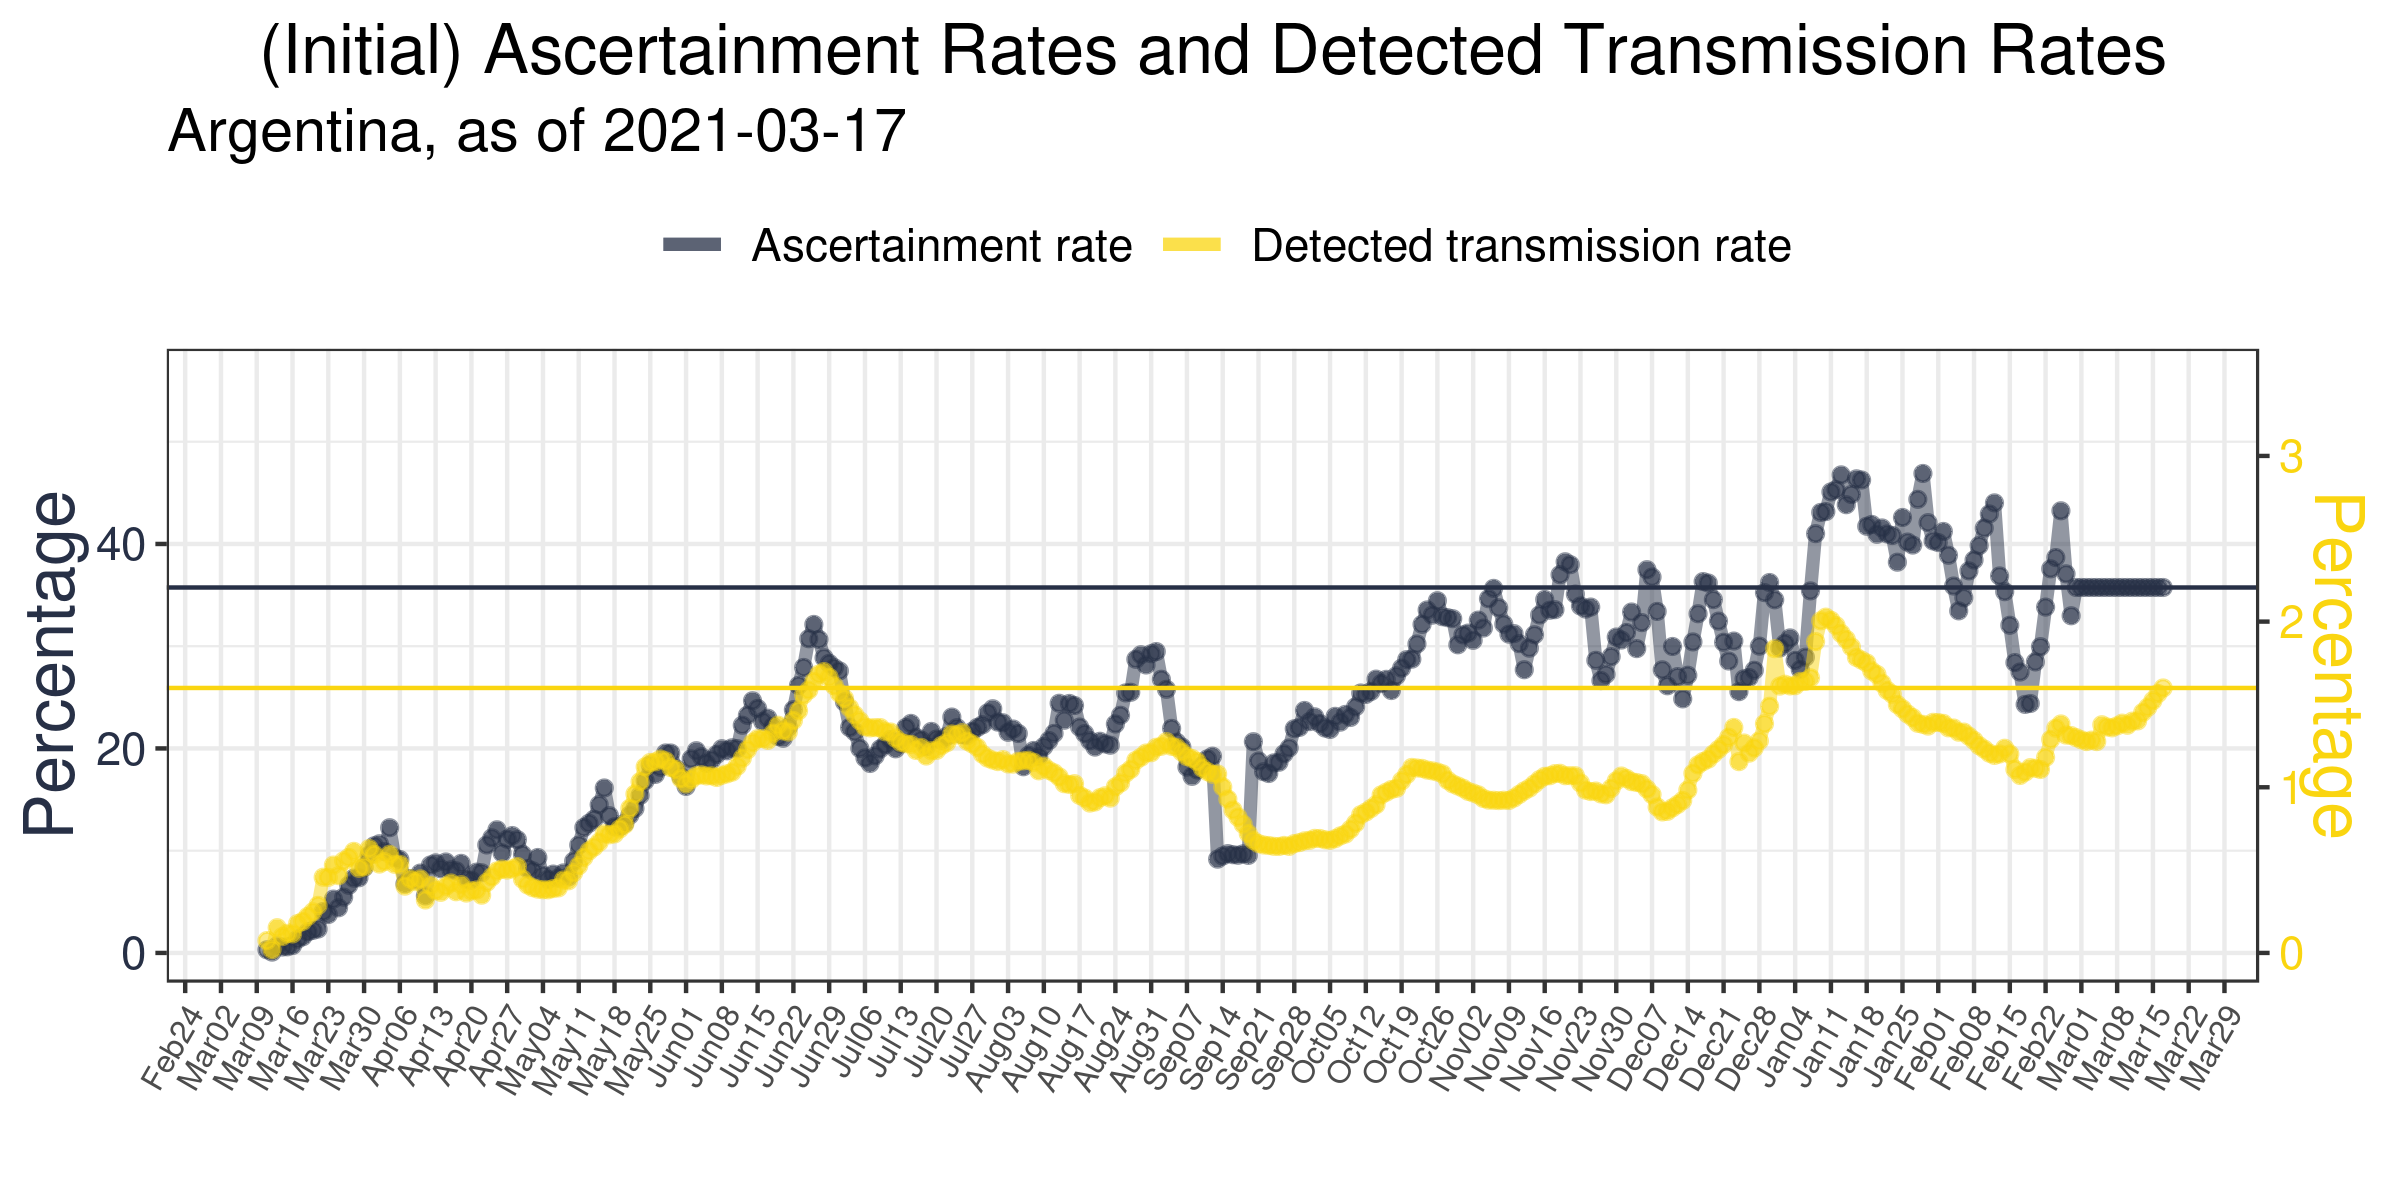 (Initial) Ascertainment Rates and Detected Transmission Rates
Argentina, as of 2021-03-17
Ascertainment rate Detected transmission rate
Percentage
40
20
0
3
2
1
0
Percentage
Feb24 Mar02 Mar09 Mar16 Mar23 Mar30 Apr06 Apr13 Apr20 Apr27 May04 May11 May18 May25 Jun01 Jun08 Jun15 Jun22 Jun29 Jul06 Jul13 Jul20 Jul27 Aug03 Aug10 Aug17 Aug24 Aug31 Sep07 Sep14 Sep21 Sep28 Oct05 Oct12 Oct19 Oct26 Nov02 Nov09 Nov16 Nov23 Nov30 Dec07 Dec14 Dec21 Dec28 Jan04 Jan11 Jan18 Jan25 Feb01 Feb08 Feb15 Feb22 Mar01 Mar08 Mar15 Mar22 Mar29